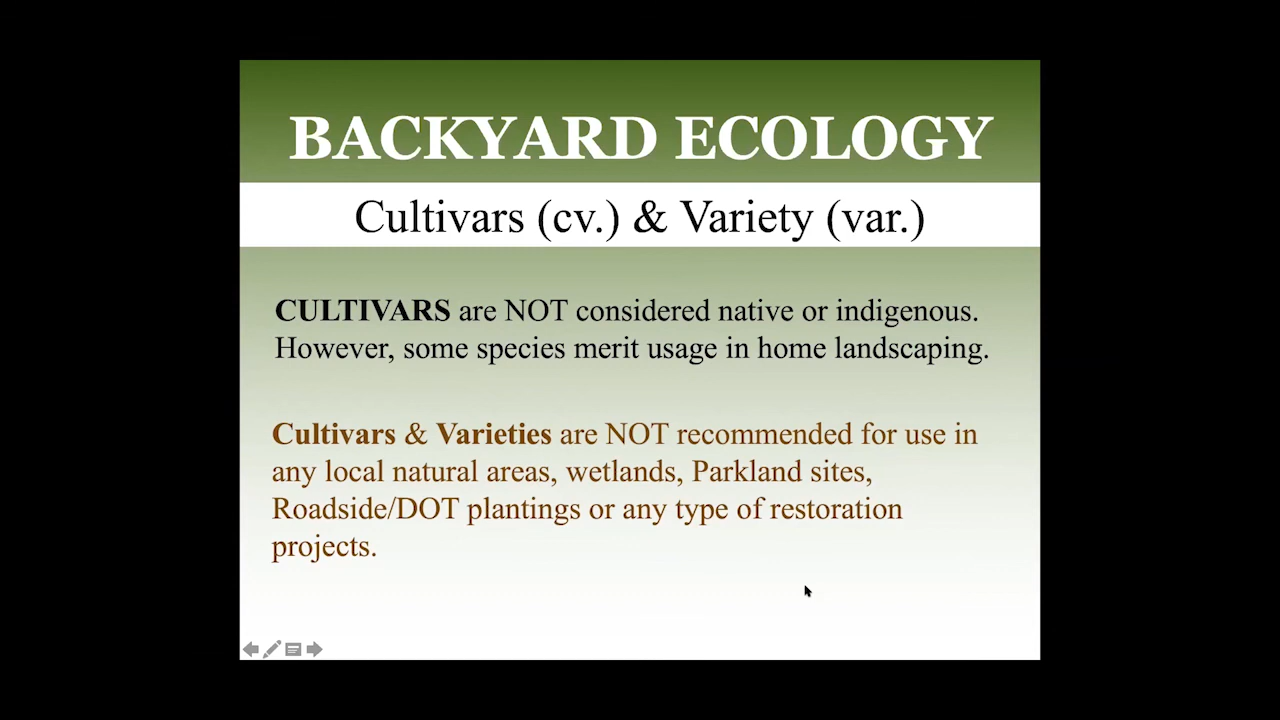 BACKYARD ECOLOGY
Cultivars (cv.) & Variety (var.)
CULTIVARS are NOT considered native or indigenous.
However, some species merit usage in home landscaping.
Cultivars & Varieties are NOT recommended for use in
any local natural areas, wetlands, Parkland sites,
Roadside/DOT plantings or any type of restoration
projects.